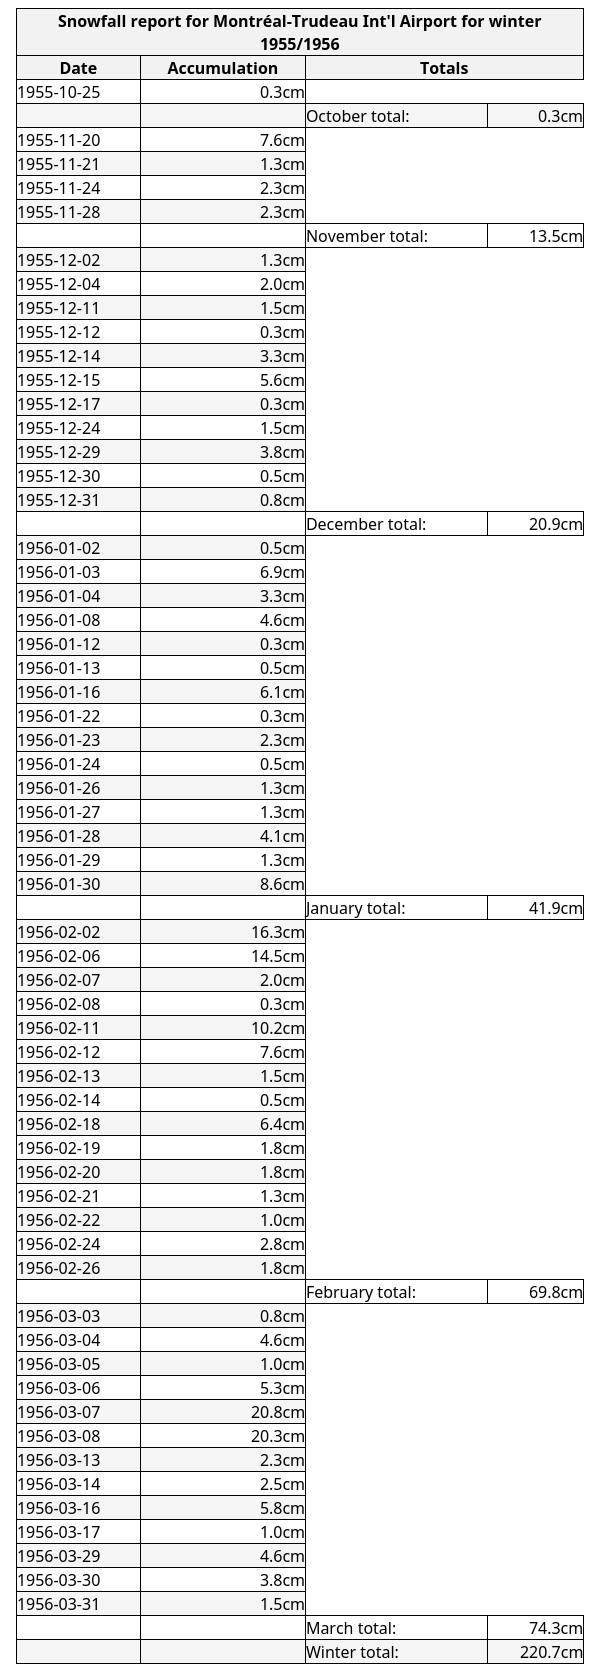 Snowfall report for Montréal-Trudeau Int'l Airport for winter
1955/1956
Date Accumulation Totals
1955-10-25 0.3cm
October total: 0.3cm
1955-11-20 7.6cm
1955-11-21 1.3cm
1955-11-24 2.3cm
1955-11-28 2.3cm
November total: 13.5cm
1955-12-02 1.3cm
1955-12-04 2.0cm
1955-12-11 1.5cm
1955-12-12 0.3cm
1955-12-14 3.3cm
1955-12-15 5.6cm
1955-12-17 0.3cm
1955-12-24 1.5cm
1955-12-29 3.8cm
1955-12-30 0.5cm
1955-12-31 0.8cm
December total: 20.9cm
1956-01-02 0.5cm
1956-01-03 6.9cm
1956-01-04 3.3cm
1956-01-08 4.6cm
1956-01-12 0.3cm
1956-01-13 0.5cm
1956-01-16 6.1cm
1956-01-22 0.3cm
1956-01-23 2.3cm
1956-01-24 0.5cm
1956-01-26 1.3cm
1956-01-27 1.3cm
1956-01-28 4.1cm
1956-01-29 1.3cm
1956-01-30 8.6cm
January total: 41.9cm
1956-02-02 16.3cm
1956-02-06 14.5cm
1956-02-07 2.0cm
1956-02-08 0.3cm
1956-02-11 10.2cm
1956-02-12 7.6cm
1956-02-13 1.5cm
1956-02-14 0.5cm
1956-02-18 6.4cm
1956-02-19 1.8cm
1956-02-20 1.8cm
1956-02-21 1.3cm
1956-02-22 1.0cm
1956-02-24 2.8cm
1956-02-26 1.8cm
February total: 69.8cm
1956-03-03 0.8cm
1956-03-04 4.6cm
1956-03-05 1.0cm
1956-03-06 5.3cm
1956-03-07 20.8cm
1956-03-08 20.3cm
1956-03-13 2.3cm
1956-03-14 2.5cm
1956-03-16 5.8cm
1956-03-17 1.0cm
1956-03-29 4.6cm
1956-03-30 3.8cm
1956-03-31 1.5cm
March total: 74.3cm
Winter total: 220.7cm